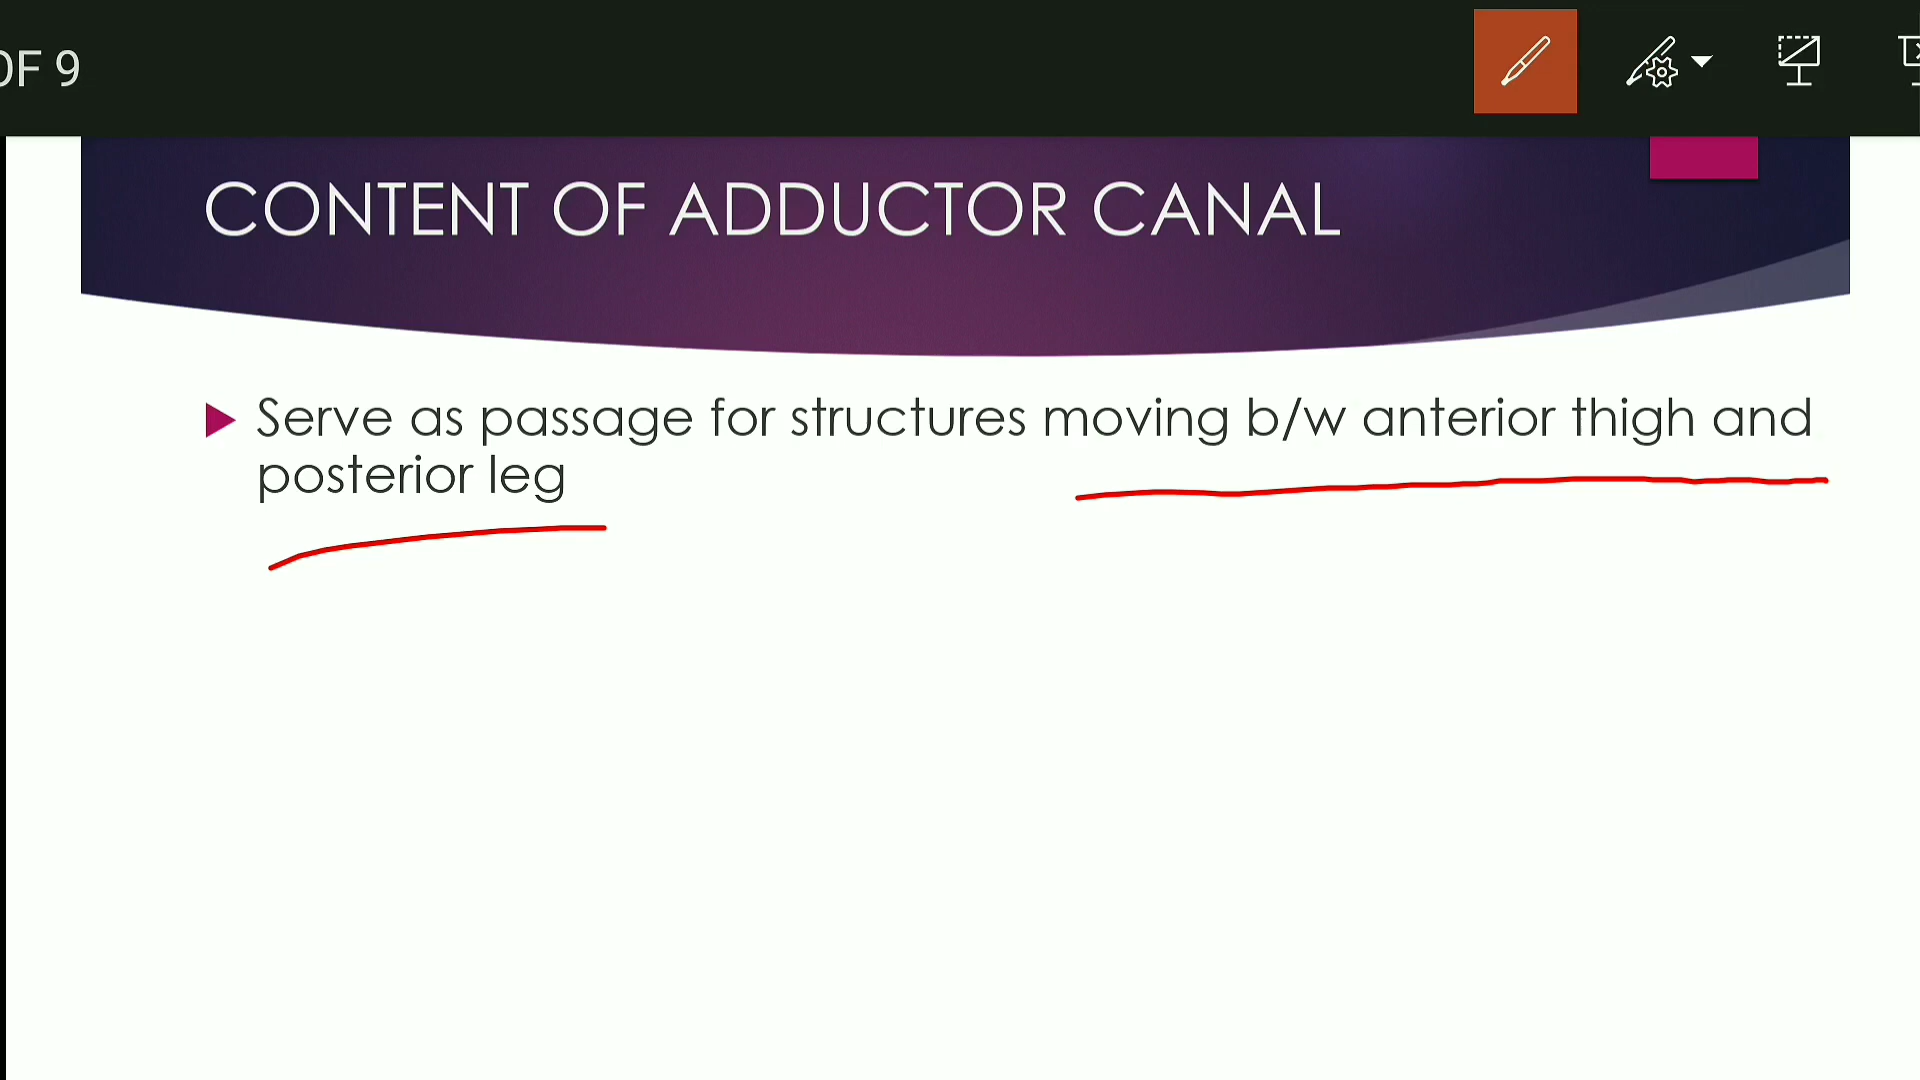 OF 9
CONTENT OF ADDUCTOR CANAL
Serve as passage for structures moving b/w anterior thigh and
posterior leg